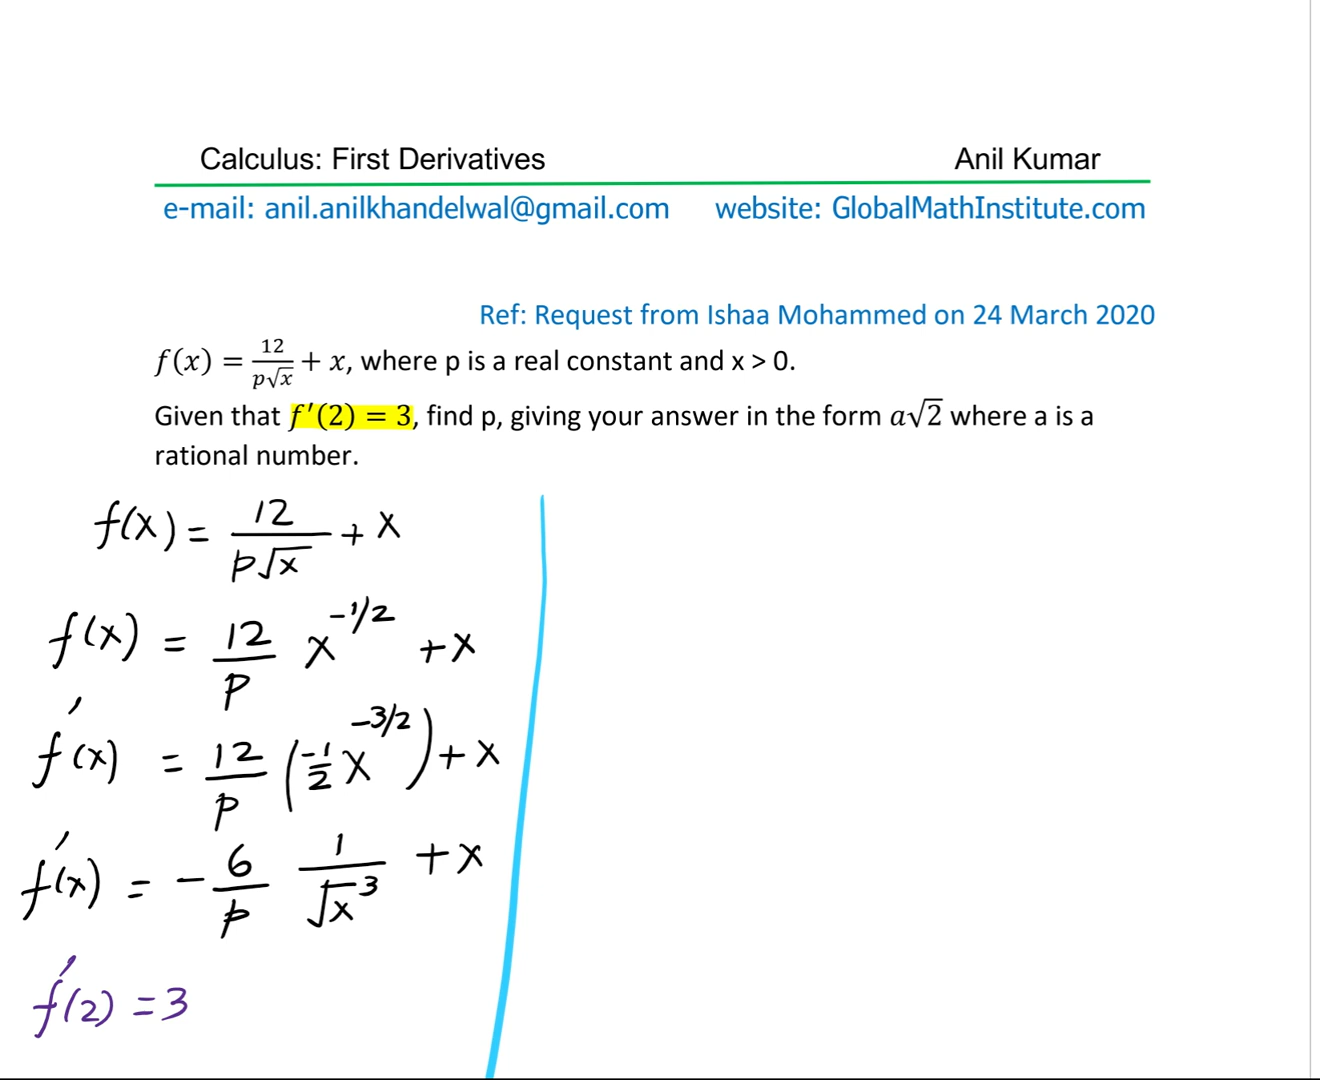 Calculus: First Derivatives Anil Kumar
e-mail: anil.anilkhandelwal@gmail.com website: GlobalMathInstitute.com
Ref: Request from Ishaa Mohammed on 24 March 2020
f(x) = 12/(p√x) + x, where p is a real constant and x > 0.
Given that f′(2) = 3, find p, giving your answer in the form a√2 where a is a
rational number.
f(x) = 12/(p√x) + x
f(x) = 12/p x^(-1/2) + x
f′(x) = 12/p (-1/2 x^(-3/2)) + x
f′(x) = - 6/p 1/√x³ + x
f′(2) = 3